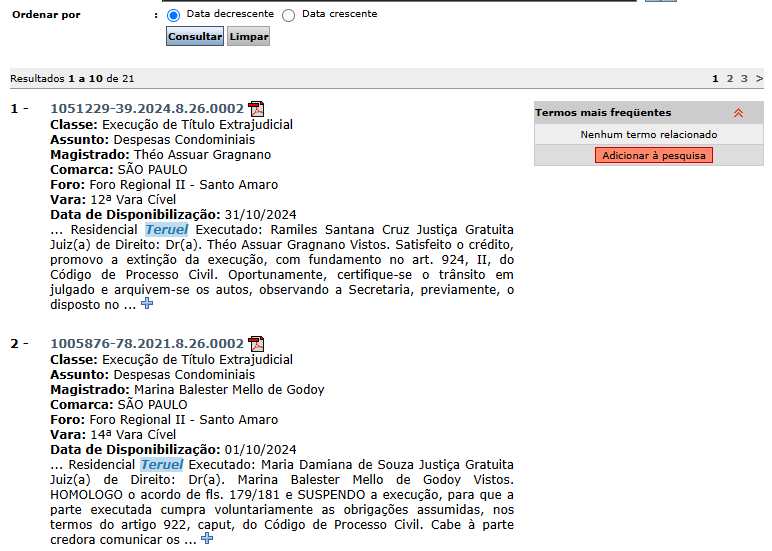 Ordenar por : Data decrescente Data crescente
Consultar Limpar
Resultados 1 a 10 de 21 1 2 3 >
1 - 1051229-39.2024.8.26.0002
Classe: Execução de Título Extrajudicial
Assunto: Despesas Condominiais
Magistrado: Théo Assuar Gragnano
Comarca: SÃO PAULO
Foro: Foro Regional II - Santo Amaro
Vara: 12ª Vara Cível
Data de Disponibilização: 31/10/2024
... Residencial Teruel Executado: Ramiles Santana Cruz Justiça Gratuita
Juiz(a) de Direito: Dr(a). Théo Assuar Gragnano Vistos. Satisfeito o crédito,
promovo a extinção da execução, com fundamento no art. 924, II, do
Código de Processo Civil. Oportunamente, certifique-se o trânsito em
julgado e arquivem-se os autos, observando a Secretaria, previamente, o
disposto no ...
Termos mais freqüentes
Nenhum termo relacionado
Adicionar à pesquisa
2 - 1005876-78.2021.8.26.0002
Classe: Execução de Título Extrajudicial
Assunto: Despesas Condominiais
Magistrado: Marina Balester Mello de Godoy
Comarca: SÃO PAULO
Foro: Foro Regional II - Santo Amaro
Vara: 14ª Vara Cível
Data de Disponibilização: 01/10/2024
... Residencial Teruel Executado: Maria Damiana de Souza Justiça Gratuita
Juiz(a) de Direito: Dr(a). Marina Balester Mello de Godoy Vistos.
HOMOLOGO o acordo de fls. 179/181 e SUSPENDO a execução, para que a
parte executada cumpra voluntariamente as obrigações assumidas, nos
termos do artigo 922, caput, do Código de Processo Civil. Cabe à parte
credora comunicar os ...